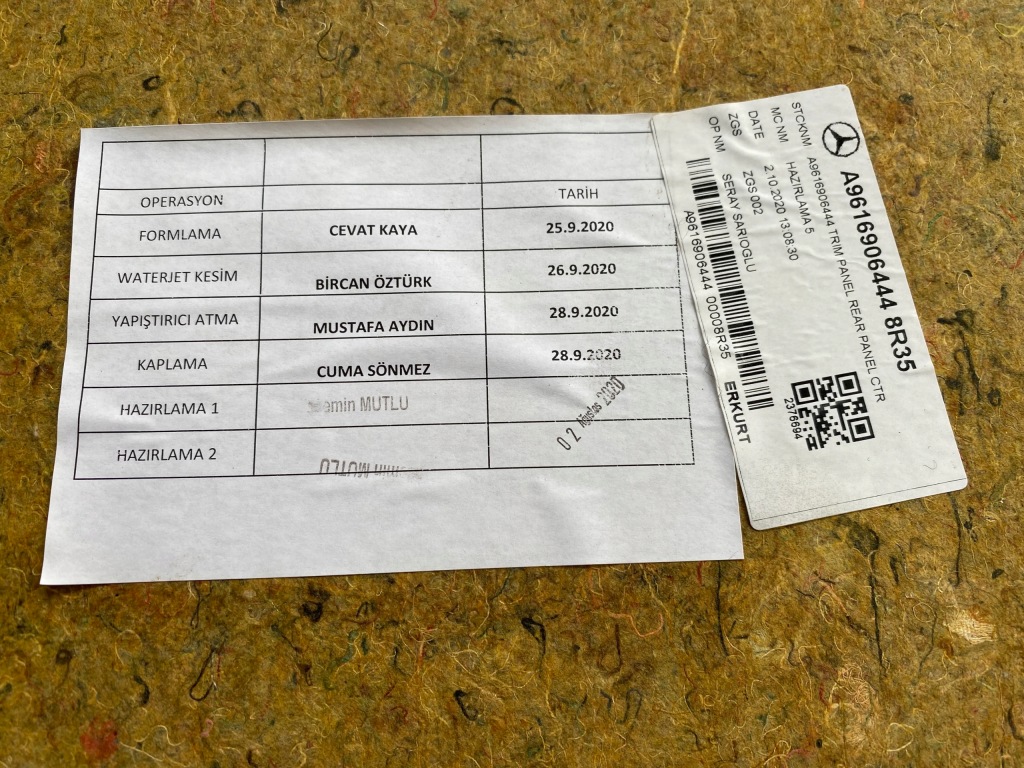 OPERASYON TARİH
FORMLAMA CEVAT KAYA 25.9.2020
WATERJET KESİM BİRCAN ÖZTÜRK 26.9.2020
YAPIŞTIRICI ATMA MUSTAFA AYDIN 28.9.2020
KAPLAMA CUMA SÖNMEZ 28.9.2020
HAZIRLAMA 1 MUTLU 02 Ağustos 2020
HAZIRLAMA 2 MUTLU
A9616906444 8R35
STCKNM A9616906444 TRIM PANEL REAR PANEL CTR
MC NM HAZIRLAMA 5
DATE 2.10.2020 13:08:30
ZGS ZGS 002
OP NM SERAY SARIOGLU
A9616906444 00008R35 ERKURT
2376694